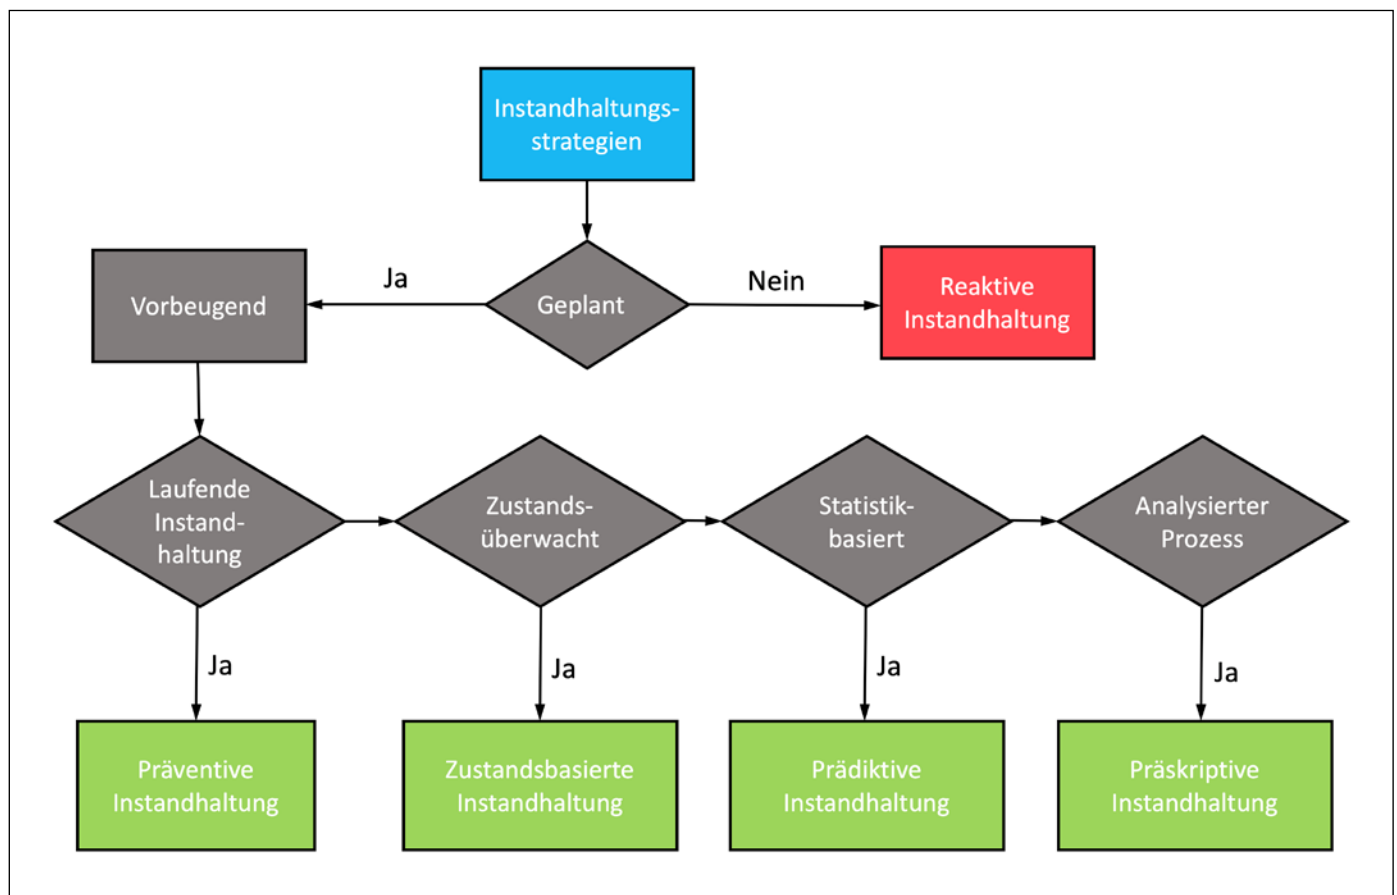 Instandhaltungs-
strategien
Ja
Nein
Vorbeugend
Geplant
Reaktive
Instandhaltung
Laufende
Instand-
haltung
Zustands-
überwacht
Statistik-
basiert
Analysierter
Prozess
Ja
Ja
Ja
Ja
Präventive
Instandhaltung
Zustandsbasierte
Instandhaltung
Prädiktive
Instandhaltung
Präskriptive
Instandhaltung